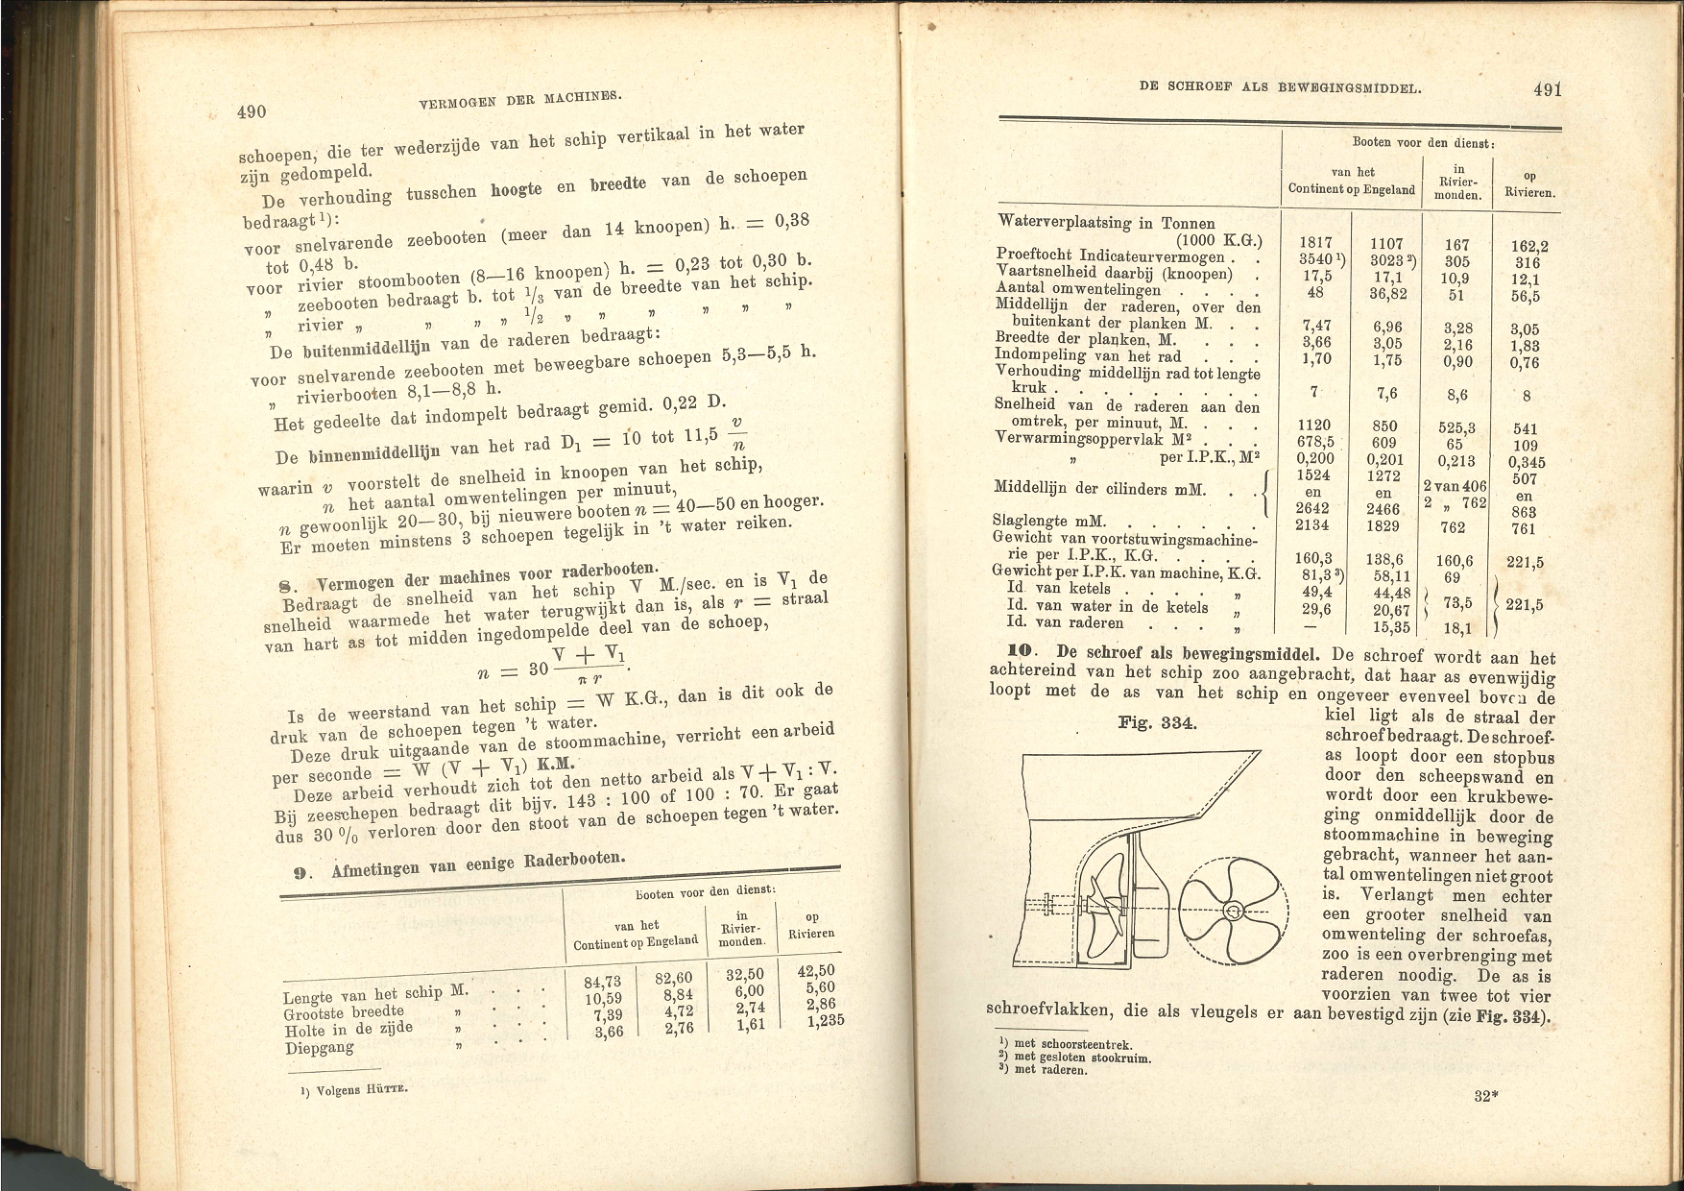 490
VERMOGEN DER MACHINES.
schoepen, die ter wederzijde van het schip vertikaal in het water
zijn gedompeld.
De verhouding tusschen hoogte en breedte van de schoepen
bedraagt ¹):
voor snelvarende zeebooten (meer dan 14 knoopen) h. = 0,38
tot 0,48 b.
voor rivier stoombooten (8—16 knoopen) h. = 0,23 tot 0,30 b.
„ zeebooten bedraagt b. tot 1/3 van de breedte van het schip.
„ rivier „ „ „ „ 1/2 „ „ „ „ „ „
De buitenmiddellijn van de raderen bedraagt:
voor snelvarende zeebooten met beweegbare schoepen 5,3—5,5 h.
„ rivierbooten 8,1—8,8 h.
Het gedeelte dat indompelt bedraagt gemid. 0,22 D.
De binnenmiddellijn van het rad D₁ = 10 tot 11,5 v/n
waarin v voorstelt de snelheid in knoopen van het schip,
n het aantal omwentelingen per minuut,
n gewoonlijk 20—30, bij nieuwere booten n = 40—50 en hooger.
Er moeten minstens 3 schoepen tegelijk in 't water reiken.
8. Vermogen der machines voor raderbooten.
Bedraagt de snelheid van het schip V M./sec. en is V₁ de
snelheid waarmede het water terugwijkt dan is, als r = straal
van hart as tot midden ingedompelde deel van de schoep,
n = 30 (V + V₁)/(π r).
Is de weerstand van het schip = W K.G., dan is dit ook de
druk van de schoepen tegen 't water.
Deze druk uitgaande van de stoommachine, verricht een arbeid
per seconde = W (V + V₁) K.M.
Deze arbeid verhoudt zich tot den netto arbeid als V + V₁ : V.
Bij zeeschepen bedraagt dit bijv. 143 : 100 of 100 : 70. Er gaat
dus 30 % verloren door den stoot van de schoepen tegen 't water.
9. Afmetingen van eenige Raderbooten.
Booten voor den dienst:
van het Continent op Engeland | in Riviermonden. | op Rivieren
Lengte van het schip M. . . . 84,73 82,60 32,50 42,50
Grootste breedte „ . . . 10,59 8,84 6,00 5,60
Holte in de zijde „ . . . 7,39 4,72 2,74 2,86
Diepgang „ . . . 3,66 2,76 1,61 1,235
¹) Volgens HÜTTE.
DE SCHROEF ALS BEWEGINGSMIDDEL.
491
Booten voor den dienst:
van het Continent op Engeland | in Rivier-monden. | op Rivieren.
Waterverplaatsing in Tonnen
(1000 K.G.) 1817 1107 167 162,2
Proeftocht Indicateurvermogen . . 3540 ¹) 3023 ²) 305 316
Vaartsnelheid daarbij (knoopen) . 17,5 17,1 10,9 12,1
Aantal omwentelingen . . . . 48 36,82 51 56,5
Middellijn der raderen, over den
buitenkant der planken M. . . 7,47 6,96 3,28 3,05
Breedte der planken, M. . . . 3,66 3,05 2,16 1,83
Indompeling van het rad . . . 1,70 1,75 0,90 0,76
Verhouding middellijn rad tot lengte
kruk . . . . . . . . . 7 7,6 8,6 8
Snelheid van de raderen aan den
omtrek, per minuut, M. . . . 1120 850 525,3 541
Verwarmingsoppervlak M² . . . 678,5 609 65 109
„ per I.P.K., M² 0,200 0,201 0,213 0,345
1524 1272 507
Middellijn der cilinders mM. . . { en en 2 van 406 en
2642 2466 2 „ 762 863
Slaglengte mM. . . . . . . 2134 1829 762 761
Gewicht van voortstuwingsmachine-
rie per I.P.K., K.G. . . . . 160,3 138,6 160,6 221,5
Gewicht per I.P.K. van machine, K.G. 81,3 ³) 58,11 69
Id. van ketels . . . . „ 49,4 44,48
Id. van water in de ketels „ 29,6 20,67 } 73,5 } 221,5
Id. van raderen . . . „ — 15,35 18,1
10. De schroef als bewegingsmiddel. De schroef wordt aan het
achtereind van het schip zoo aangebracht, dat haar as evenwijdig
loopt met de as van het schip en ongeveer evenveel boven de
Fig. 334.
kiel ligt als de straal der
schroef bedraagt. De schroef-
as loopt door een stopbus
door den scheepswand en
wordt door een krukbewe-
ging onmiddellijk door de
stoommachine in beweging
gebracht, wanneer het aan-
tal omwentelingen niet groot
is. Verlangt men echter
een grooter snelheid van
omwenteling der schroefas,
zoo is een overbrenging met
raderen noodig. De as is
voorzien van twee tot vier
schroefvlakken, die als vleugels er aan bevestigd zijn (zie Fig. 334).
¹) met schoorsteentrek.
²) met gesloten stookruim.
³) met raderen.
32*